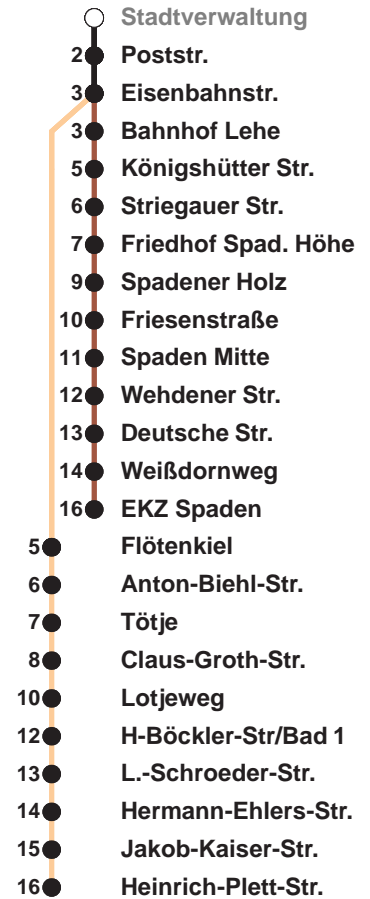 Stadtverwaltung
2 Poststr.
3 Eisenbahnstr.
3 Bahnhof Lehe
5 Königshütter Str.
6 Striegauer Str.
7 Friedhof Spad. Höhe
9 Spadener Holz
10 Friesenstraße
11 Spaden Mitte
12 Wehdener Str.
13 Deutsche Str.
14 Weißdornweg
16 EKZ Spaden
5 Flötenkiel
6 Anton-Biehl-Str.
7 Tötje
8 Claus-Groth-Str.
10 Lotjeweg
12 H-Böckler-Str/Bad 1
13 L.-Schroeder-Str.
14 Hermann-Ehlers-Str.
15 Jakob-Kaiser-Str.
16 Heinrich-Plett-Str.